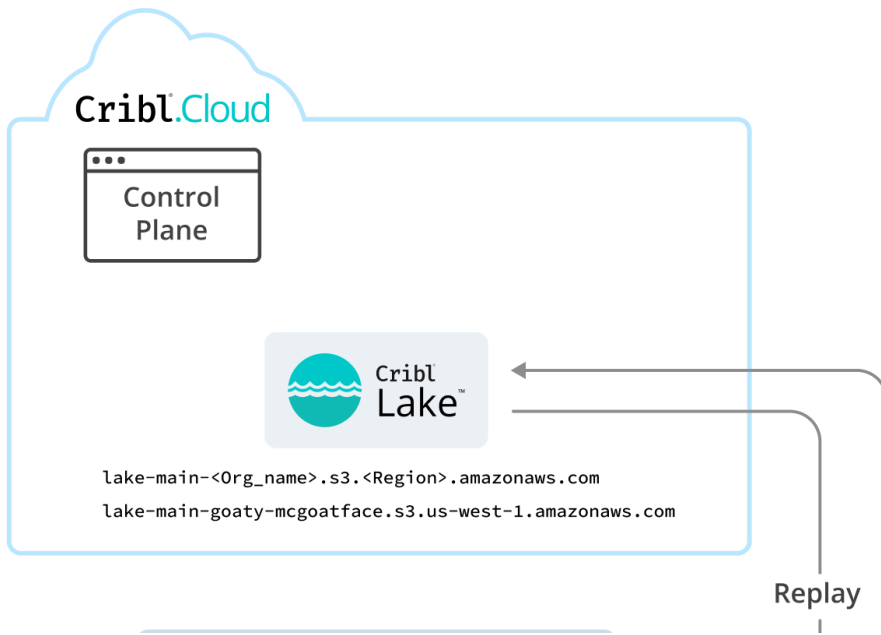 Cribl.Cloud
Control
Plane
Cribl
Lake™
lake-main-<Org_name>.s3.<Region>.amazonaws.com
lake-main-goaty-mcgoatface.s3.us-west-1.amazonaws.com
Replay